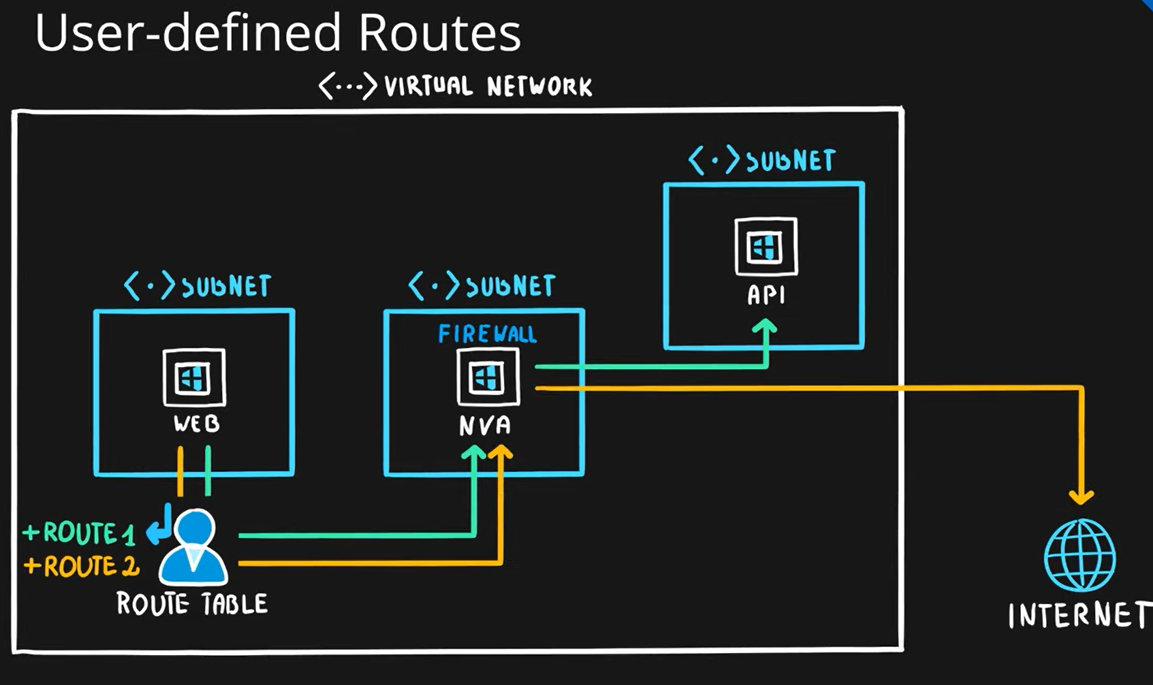 User-defined Routes
<···> VIRTUAL NETWORK
<·> SUBNET
API
<·> SUBNET
WEB
<·> SUBNET
FIREWALL
NVA
+ROUTE 1
+ROUTE 2
ROUTE TABLE
INTERNET